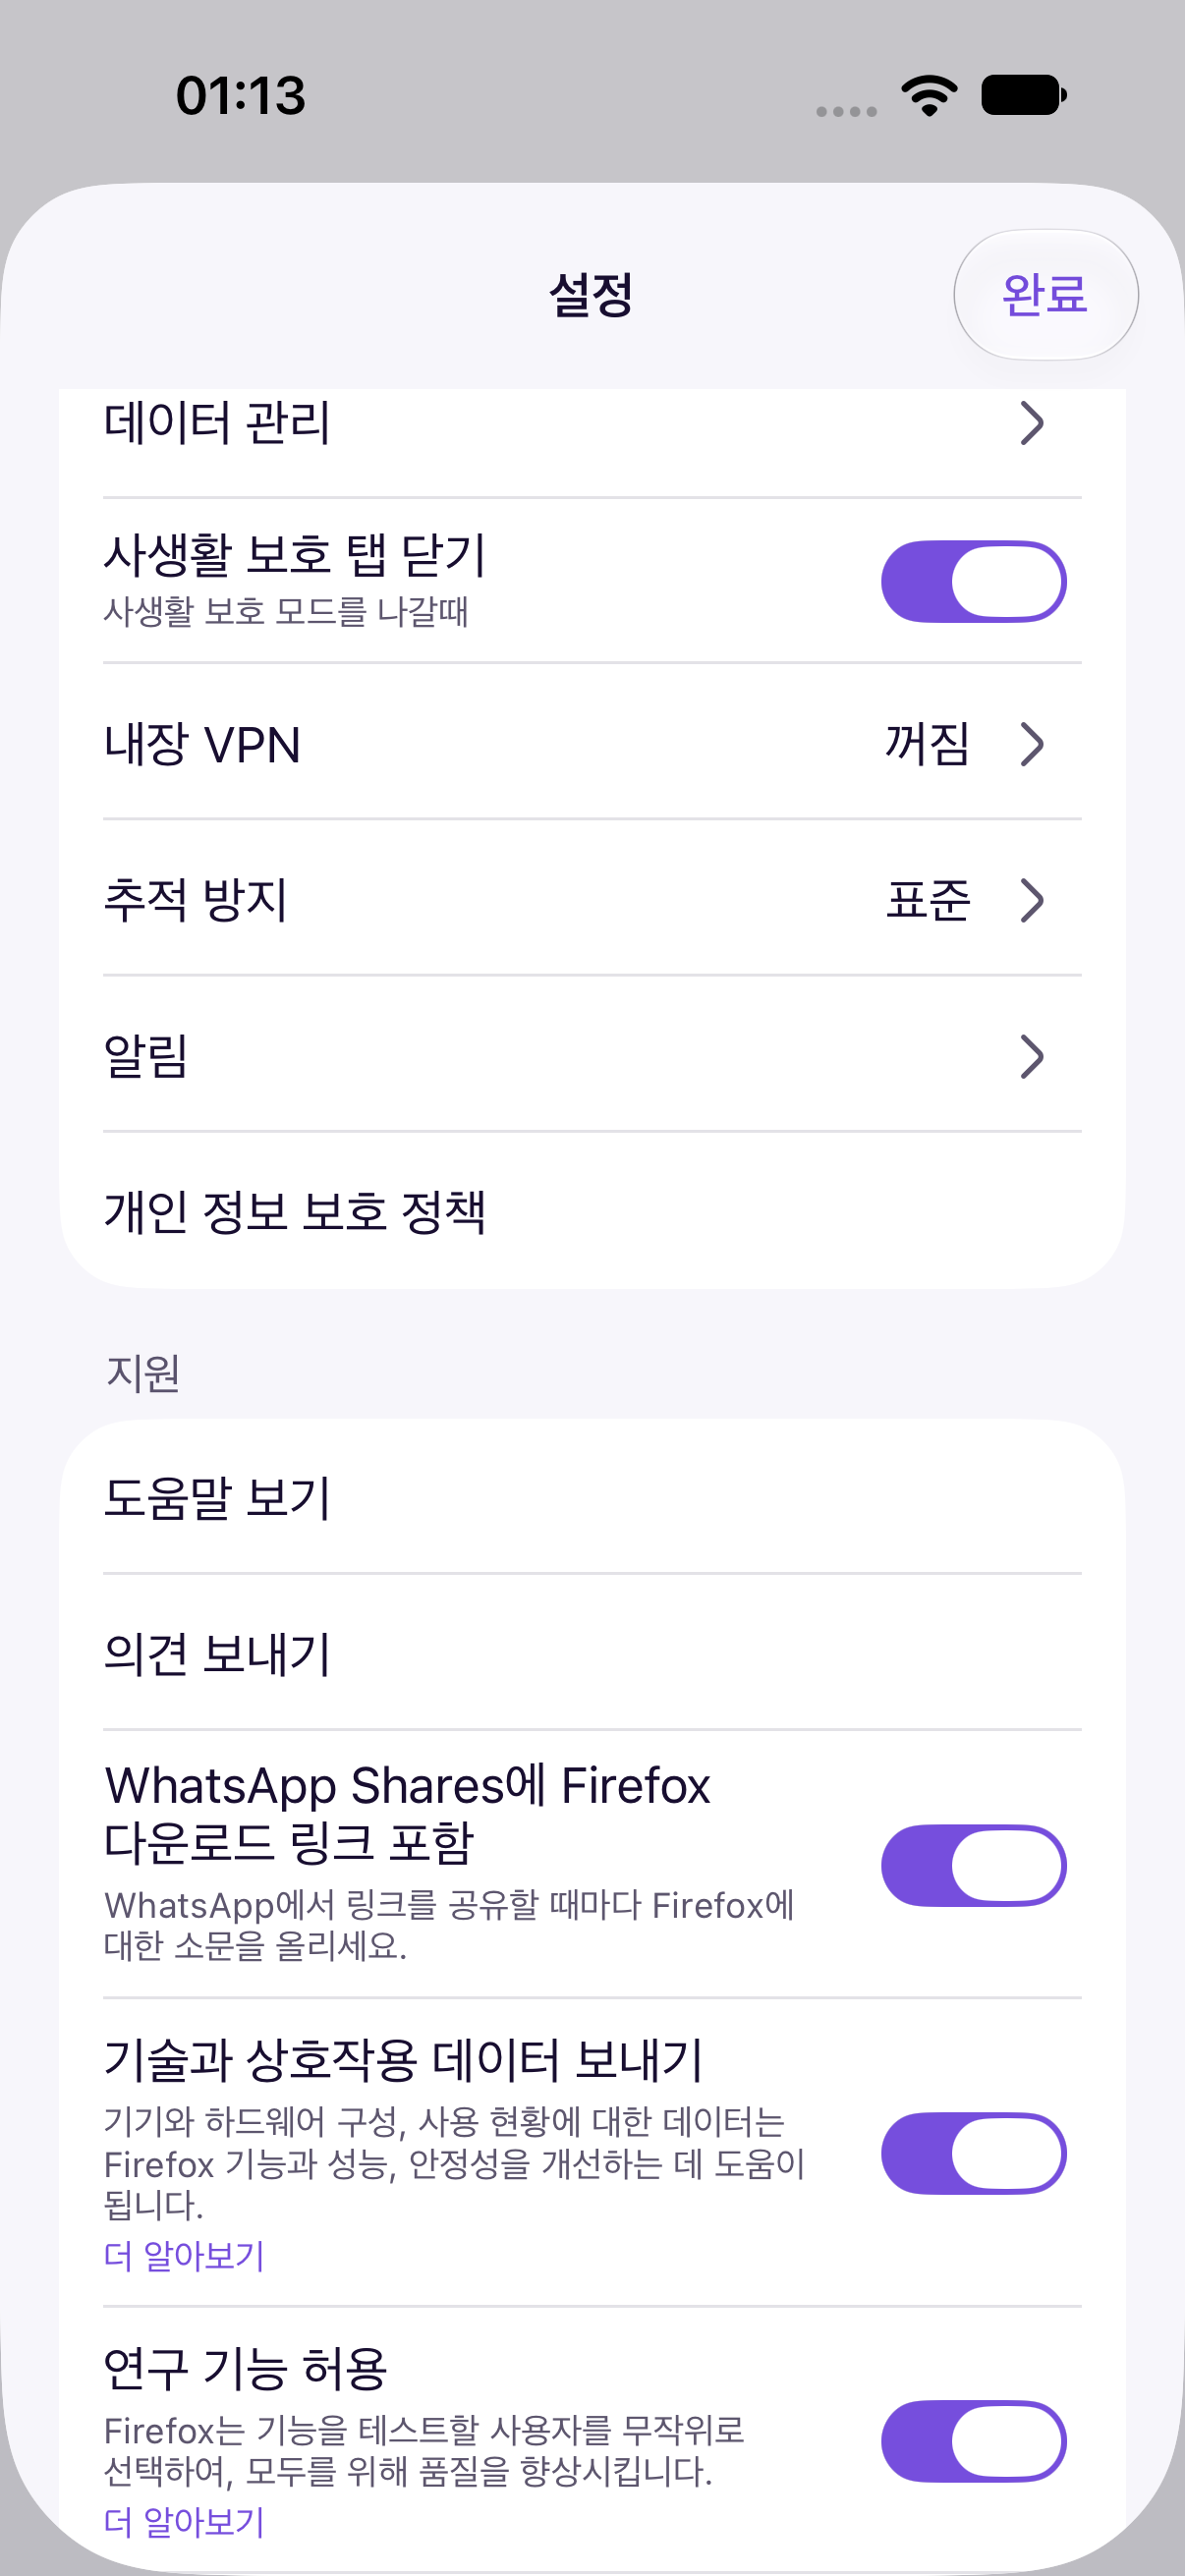 01:13
설정
완료
데이터 관리
사생활 보호 탭 닫기
사생활 보호 모드를 나갈때
내장 VPN
꺼짐
추적 방지
표준
알림
개인 정보 보호 정책
지원
도움말 보기
의견 보내기
WhatsApp Shares에 Firefox
다운로드 링크 포함
WhatsApp에서 링크를 공유할 때마다 Firefox에
대한 소문을 올리세요.
기술과 상호작용 데이터 보내기
기기와 하드웨어 구성, 사용 현황에 대한 데이터는
Firefox 기능과 성능, 안정성을 개선하는 데 도움이
됩니다.
더 알아보기
연구 기능 허용
Firefox는 기능을 테스트할 사용자를 무작위로
선택하여, 모두를 위해 품질을 향상시킵니다.
더 알아보기